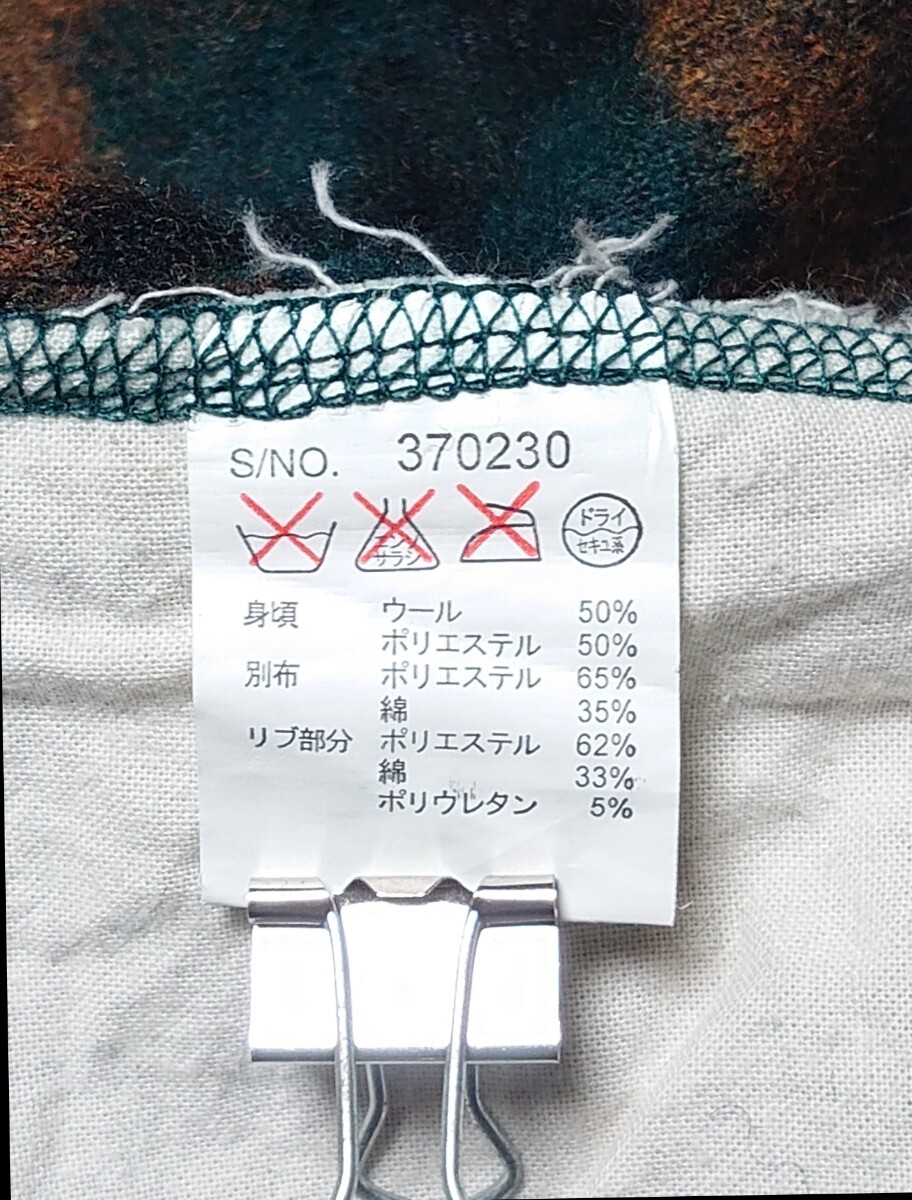 S/NO. 370230
エンソ
サラシ
ドライ
セキユ系
身頃 ウール 50%
ポリエステル 50%
別布 ポリエステル 65%
綿 35%
リブ部分 ポリエステル 62%
綿 33%
ポリウレタン 5%